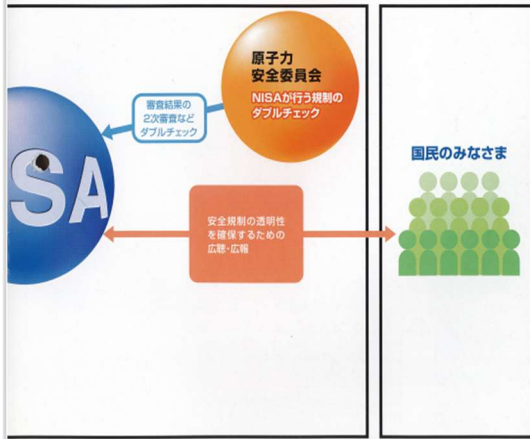 原子力
安全委員会
NISAが行う規制の
ダブルチェック
審査結果の
2次審査など
ダブルチェック
SA
安全規制の透明性
を確保するための
広聴・広報
国民のみなさま